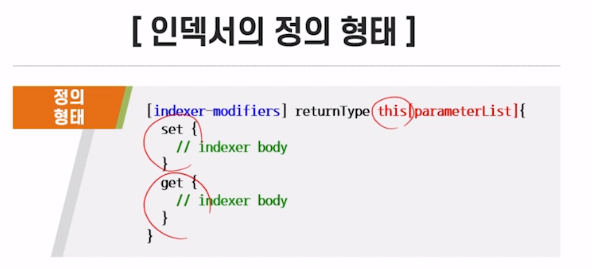 [ 인덱서의 정의 형태 ]
정의
형태
[indexer-modifiers] returnType this[parameterList]{
set {
// indexer body
}
get {
// indexer body
}
}